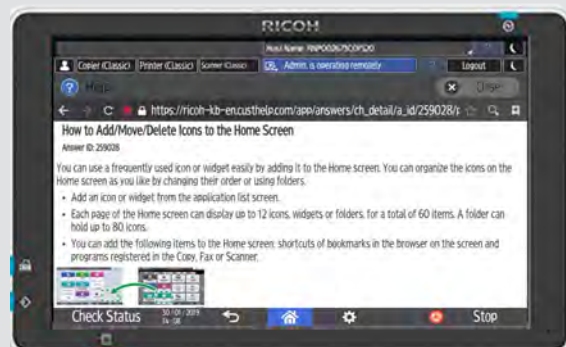 RICOH
Host Name: RNP002673C0P520
Copier (Classic) Printer (Classic) Scanner (Classic) Admin. is operating remotely Logout
Help Close
https://ricoh-kb-en.custhelp.com/app/answers/ch_detail/a_id/259028/
How to Add/Move/Delete Icons to the Home Screen
Answer ID: 259028
You can use a frequently used icon or widget easily by adding it to the Home screen. You can organize the icons on the
Home screen as you like by changing their order or using folders.
• Add an icon or widget from the application list screen.
• Each page of the Home screen can display up to 12 icons, widgets or folders, for a total of 60 items. A folder can
hold up to 80 icons.
• You can add the following items to the Home screen: shortcuts of bookmarks in the browser on the screen and
programs registered in the Copy, Fax or Scanner.
Check Status 30/01/2019 Stop